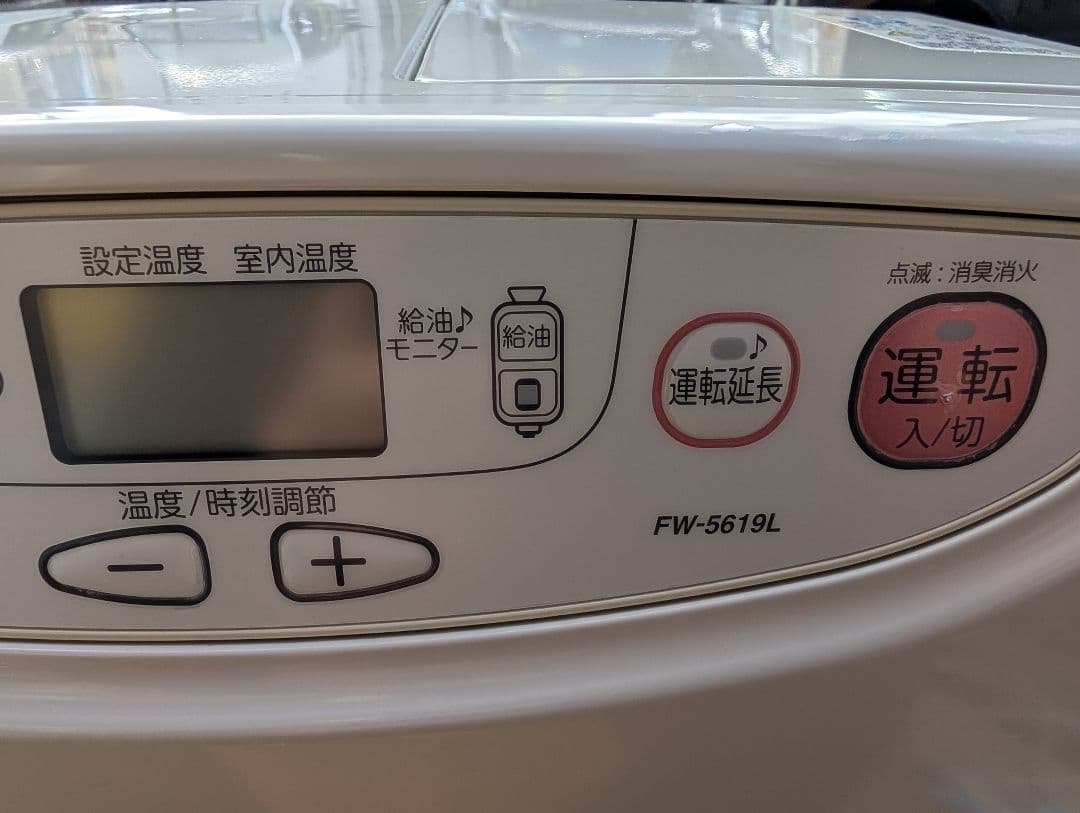 設定温度 室内温度
給油♪
モニター
給油
点滅:消臭消火
♪
運転延長
運転
入/切
温度/時刻調節
FW-5619L
− +